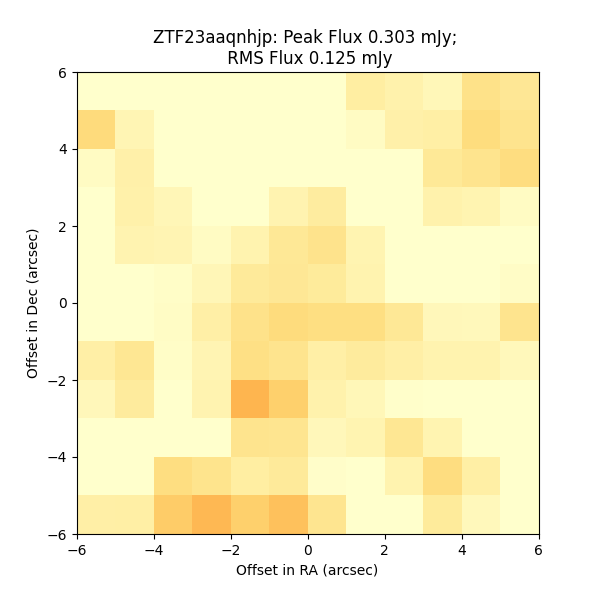 ZTF23aaqnhjp: Peak Flux 0.303 mJy;
RMS Flux 0.125 mJy
6
4
2
0
−2
−4
−6
Offset in Dec (arcsec)
−6 −4 −2 0 2 4 6
Offset in RA (arcsec)